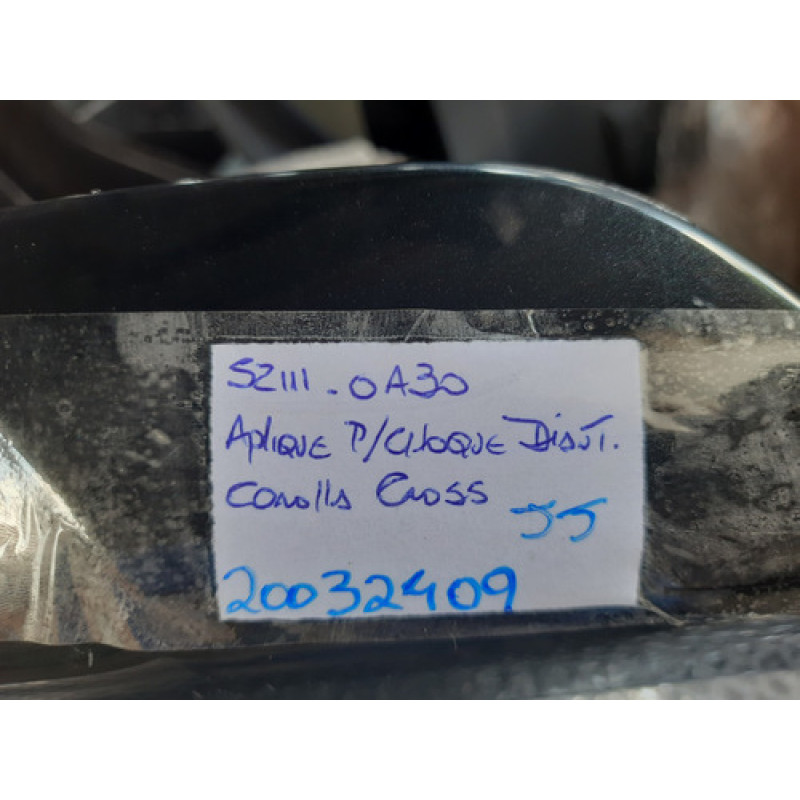 52111-0A30
Aplique P/CHOQUE DIANT.
Corolla Cross
JJ
20032409